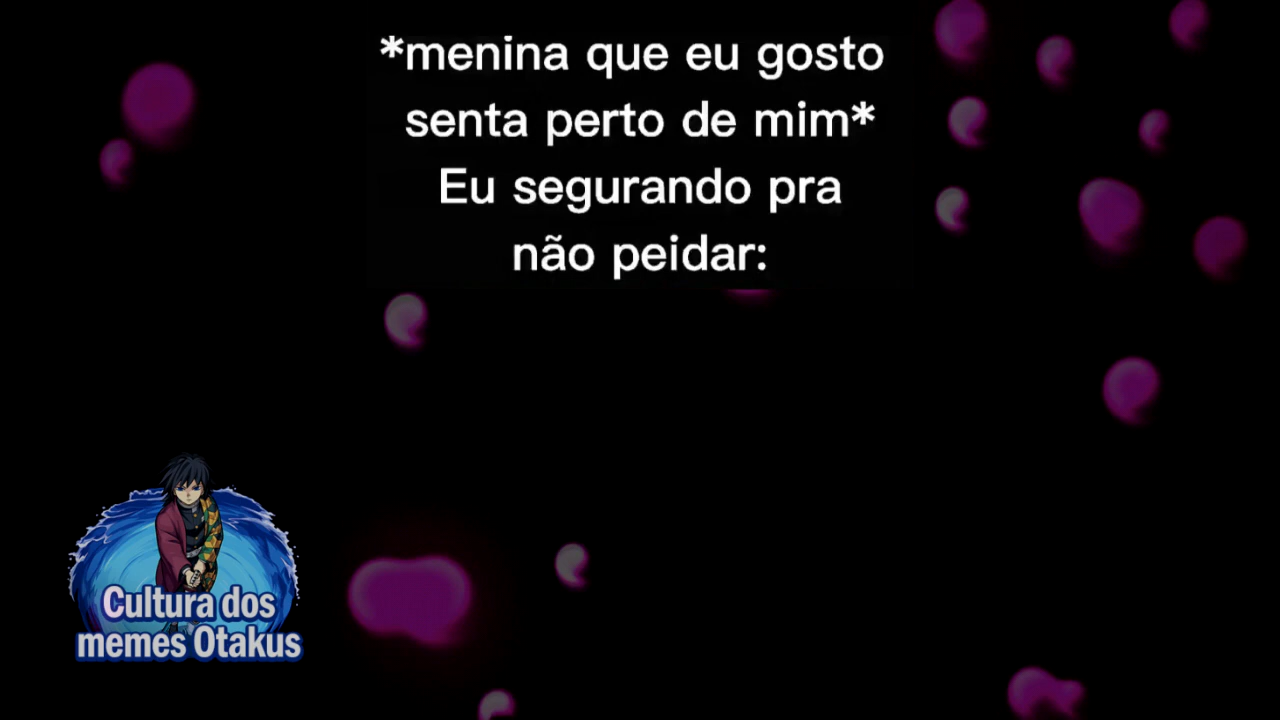 *menina que eu gosto
senta perto de mim*
Eu segurando pra
não peidar:
Cultura dos
memes Otakus